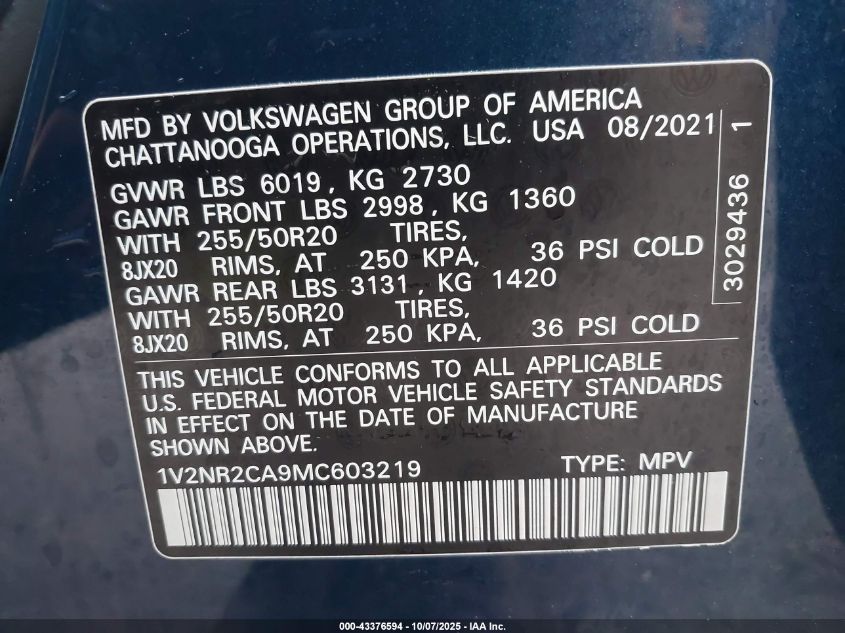 MFD BY VOLKSWAGEN GROUP OF AMERICA
CHATTANOOGA OPERATIONS, LLC. USA 08/2021
GVWR LBS 6019, KG 2730
GAWR FRONT LBS 2998, KG 1360
WITH 255/50R20 TIRES,
8JX20 RIMS, AT 250 KPA, 36 PSI COLD
GAWR REAR LBS 3131, KG 1420
WITH 255/50R20 TIRES,
8JX20 RIMS, AT 250 KPA, 36 PSI COLD
THIS VEHICLE CONFORMS TO ALL APPLICABLE
U.S. FEDERAL MOTOR VEHICLE SAFETY STANDARDS
IN EFFECT ON THE DATE OF MANUFACTURE
SHOWN ABOVE.
1V2NR2CA9MC603219 TYPE: MPV
3029436 1
000-43376594 - 10/07/2025 - IAA Inc.